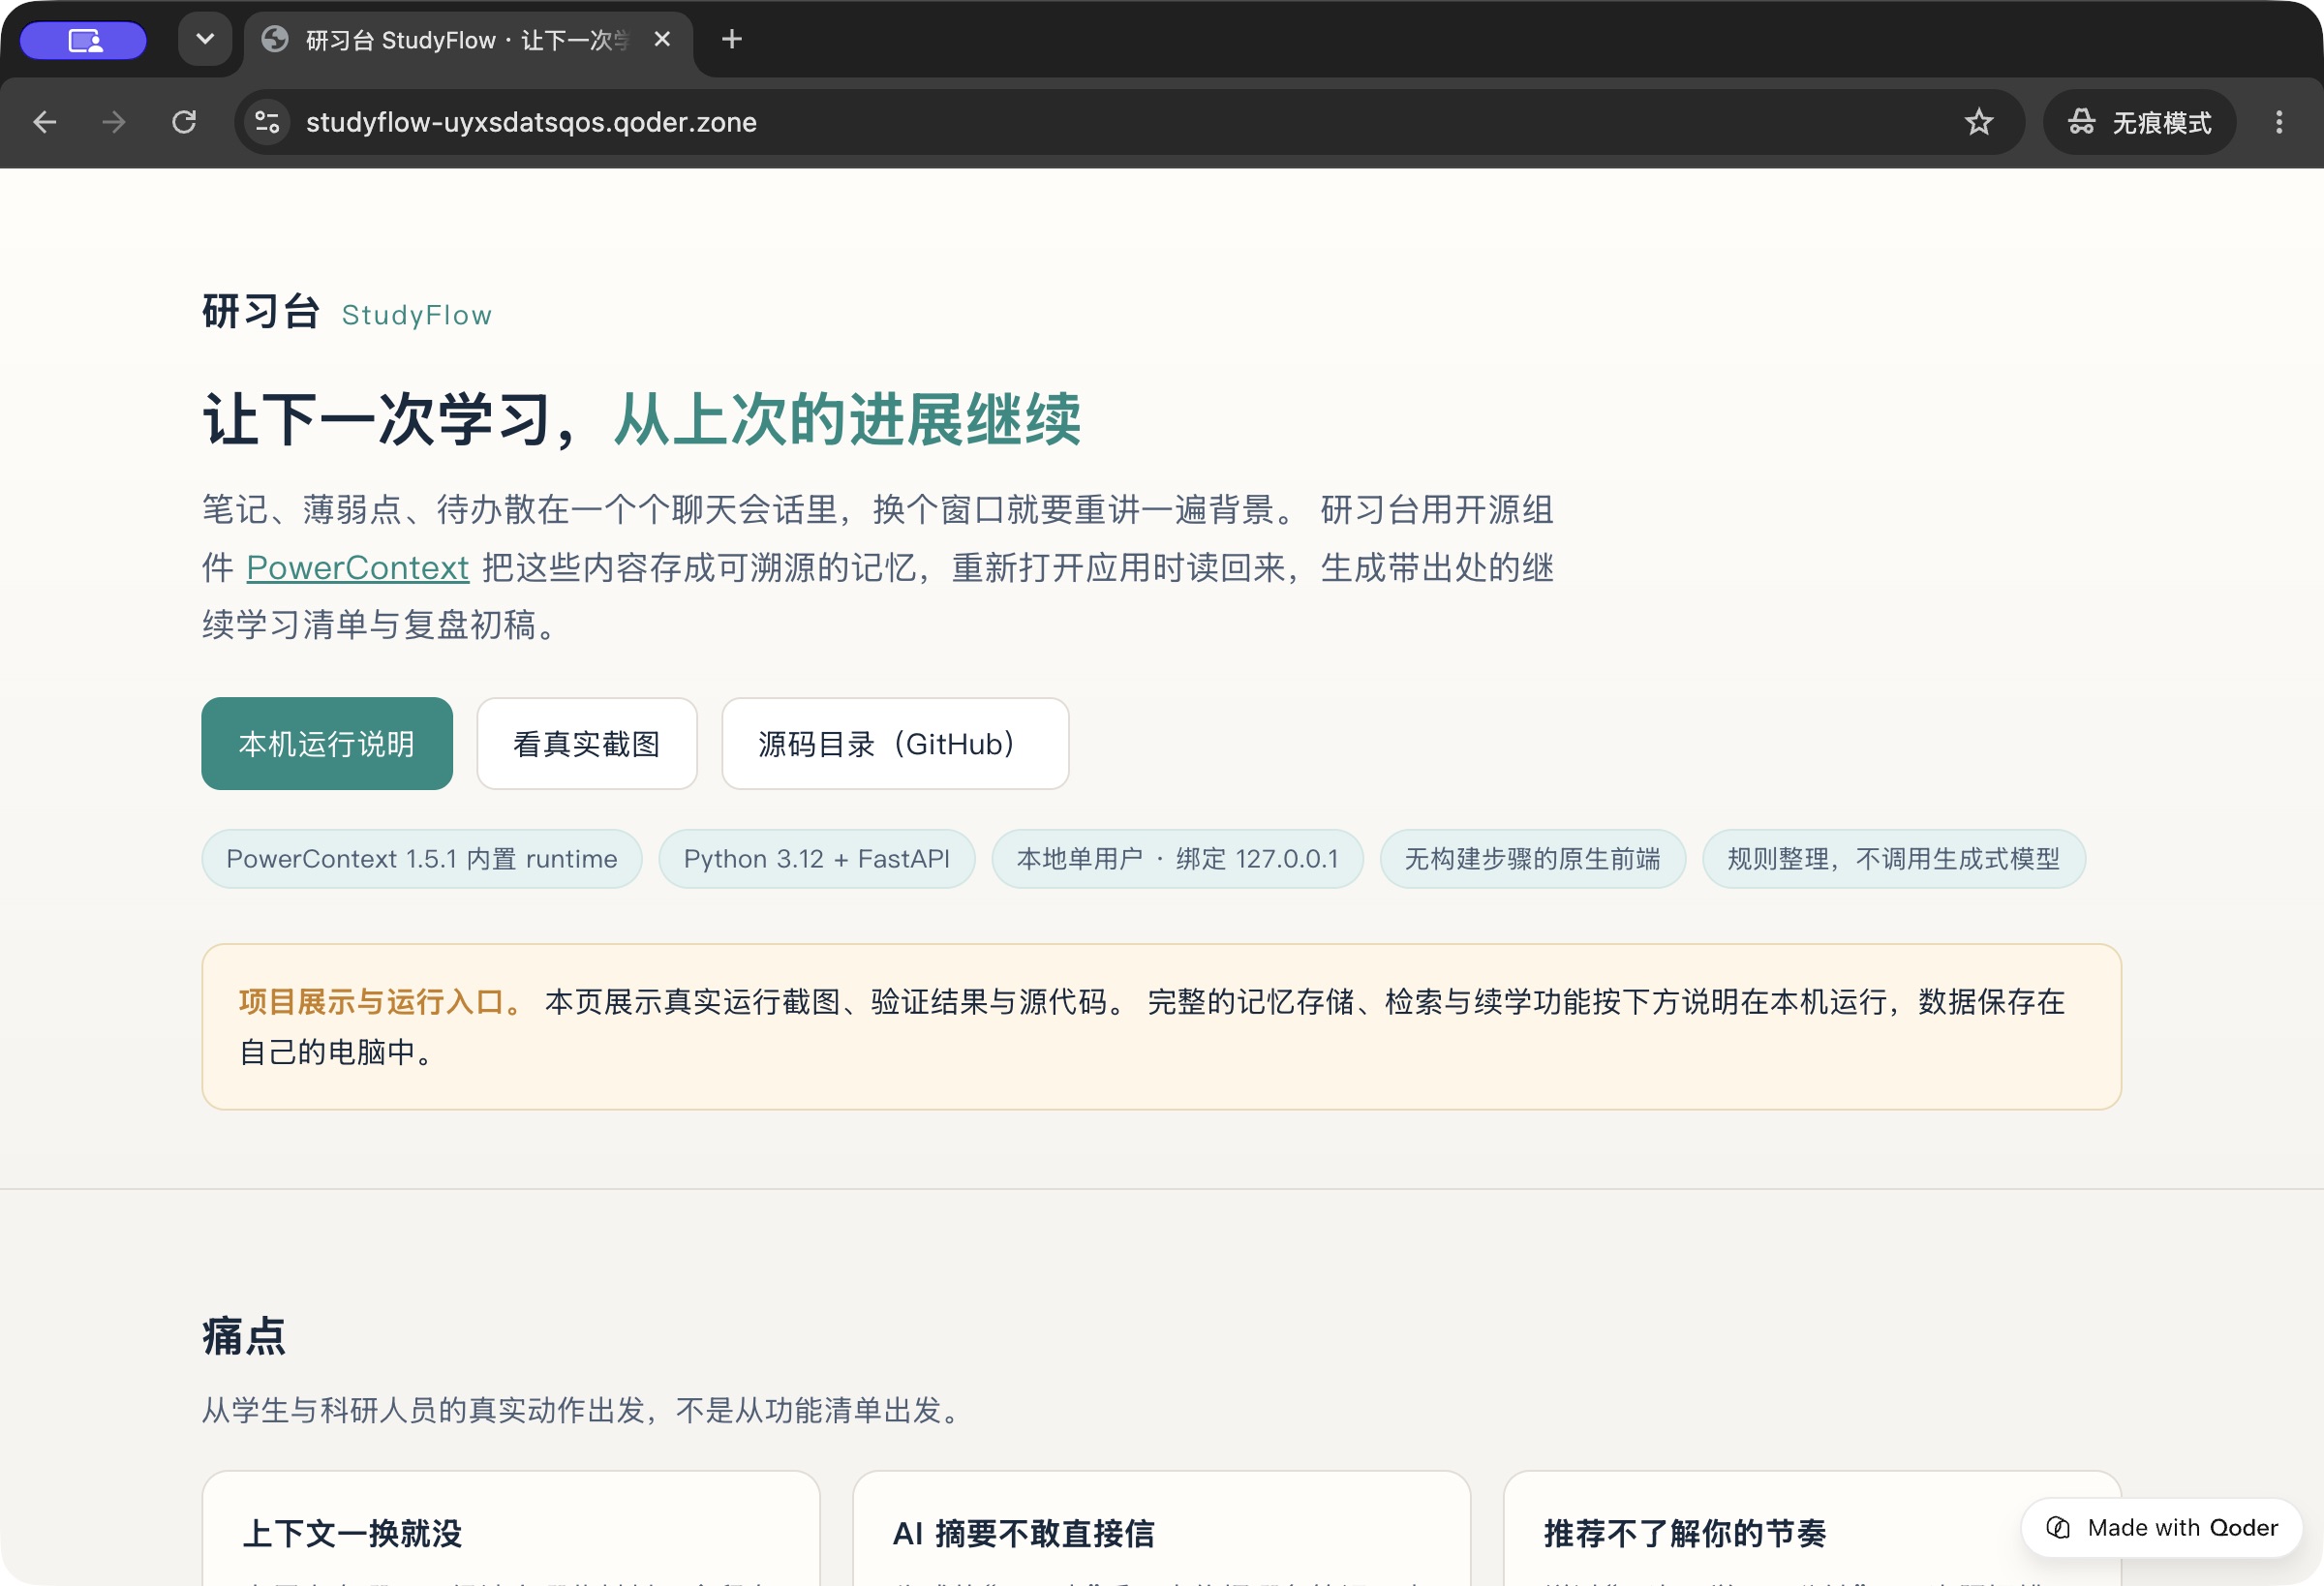 研习台 StudyFlow · 让下一次学
studyflow-uyxsdatsqos.qoder.zone
无痕模式
研习台 StudyFlow
让下一次学习，从上次的进展继续
笔记、薄弱点、待办散在一个个聊天会话里，换个窗口就要重讲一遍背景。 研习台用开源组
件 PowerContext 把这些内容存成可溯源的记忆，重新打开应用时读回来，生成带出处的继
续学习清单与复盘初稿。
本机运行说明 看真实截图 源码目录（GitHub）
PowerContext 1.5.1 内置 runtime Python 3.12 + FastAPI 本地单用户 · 绑定 127.0.0.1 无构建步骤的原生前端 规则整理，不调用生成式模型
项目展示与运行入口。 本页展示真实运行截图、验证结果与源代码。 完整的记忆存储、检索与续学功能按下方说明在本机运行，数据保存在
自己的电脑中。
痛点
从学生与科研人员的真实动作出发，不是从功能清单出发。
上下文一换就没 AI 摘要不敢直接信 推荐不了解你的节奏
Made with Qoder